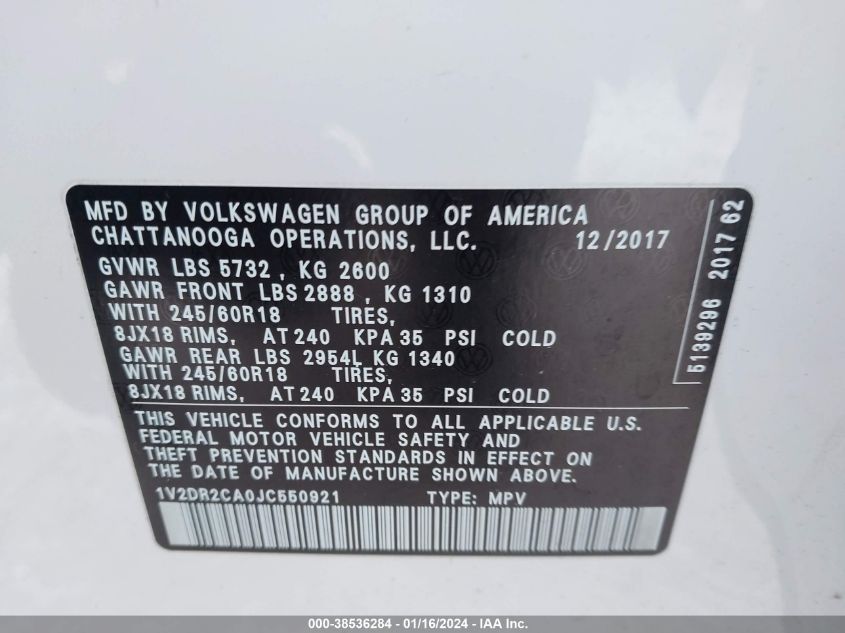 MFD BY VOLKSWAGEN GROUP OF AMERICA
CHATTANOOGA OPERATIONS, LLC. 12/2017
GVWR LBS 5732 , KG 2600
GAWR FRONT LBS 2888 , KG 1310
WITH 245/60R18 TIRES,
8JX18 RIMS, AT 240 KPA 35 PSI COLD
GAWR REAR LBS 2954L KG 1340
WITH 245/60R18 TIRES,
8JX18 RIMS, AT 240 KPA 35 PSI COLD
THIS VEHICLE CONFORMS TO ALL APPLICABLE U.S.
FEDERAL MOTOR VEHICLE SAFETY AND
THEFT PREVENTION STANDARDS IN EFFECT ON
THE DATE OF MANUFACTURE SHOWN ABOVE.
1V2DR2CA0JC550921 TYPE: MPV
5139296 2017 62
000-38536284 - 01/16/2024 - IAA Inc.